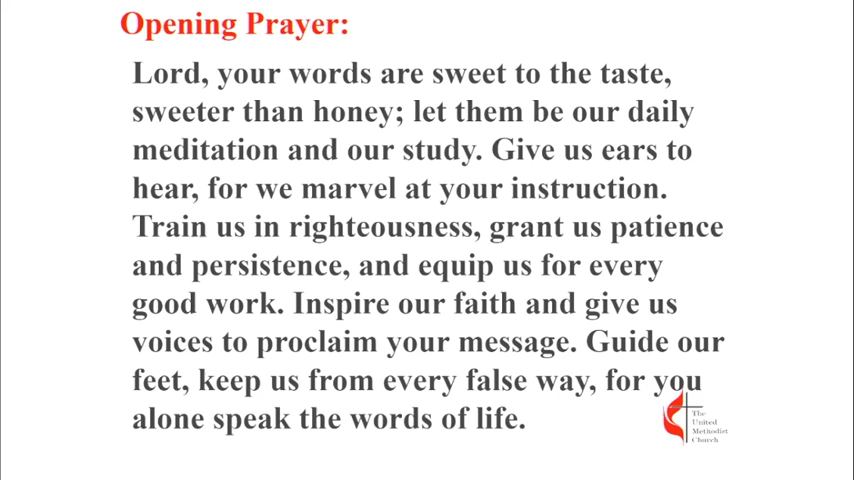 Opening Prayer:
Lord, your words are sweet to the taste,
sweeter than honey; let them be our daily
meditation and our study. Give us ears to
hear, for we marvel at your instruction.
Train us in righteousness, grant us patience
and persistence, and equip us for every
good work. Inspire our faith and give us
voices to proclaim your message. Guide our
feet, keep us from every false way, for you
alone speak the words of life.
The
United
Methodist
Church